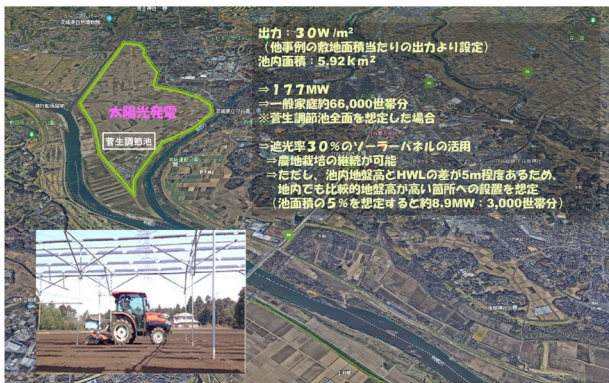 出力：３０W/m²
（他事例の敷地面積当たりの出力より設定）
池内面積：5.92ｋm²
⇒１７７MW
⇒一般家庭約66,000世帯分
※菅生調節池全面を想定した場合
⇒遮光率３０％のソーラーパネルの活用
⇒農地栽培の継続が可能
⇒ただし、池内地盤高とHWLの差が5m程度あるため、
地内でも比較的地盤高が高い箇所への設置を想定
（池面積の５％を想定すると約8.9MW：3,000世帯分）
太陽光発電
菅生調節池